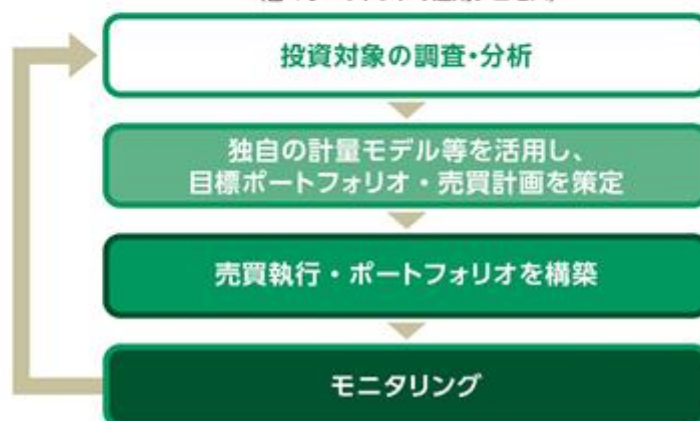 投資対象の調査・分析
独自の計量モデル等を活用し、
目標ポートフォリオ・売買計画を策定
売買執行・ポートフォリオを構築
モニタリング